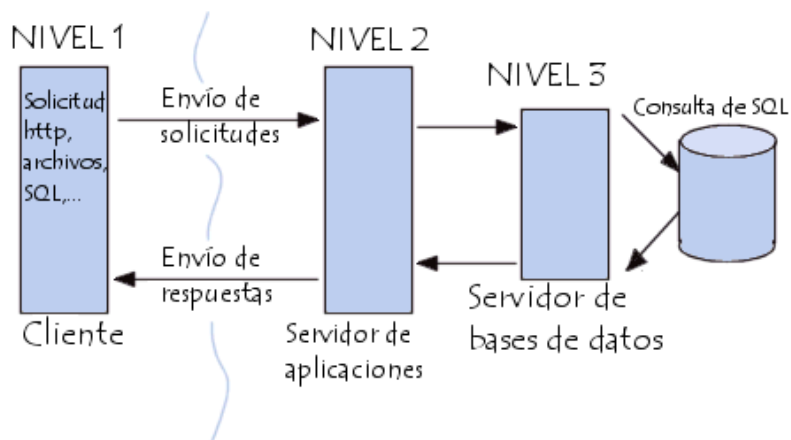 NIVEL 1
Solicitud
http,
archivos,
SQL,...
Cliente
Envío de
solicitudes
Envío de
respuestas
NIVEL 2
Servidor de
aplicaciones
NIVEL 3
Servidor de
bases de datos
Consulta de SQL